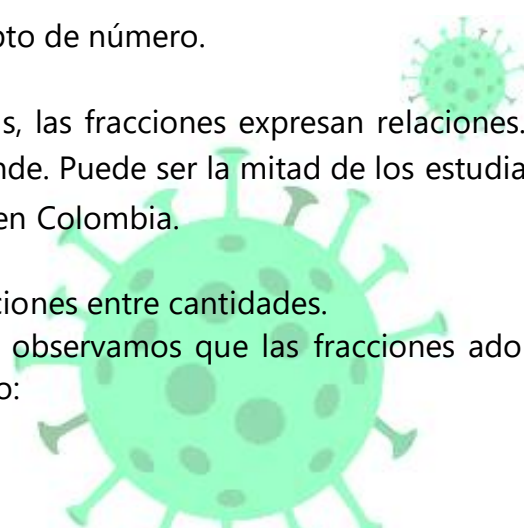 pto de número.
s, las fracciones expresan relaciones.
nde. Puede ser la mitad de los estudia
en Colombia.
ciones entre cantidades.
observamos que las fracciones ado
o: